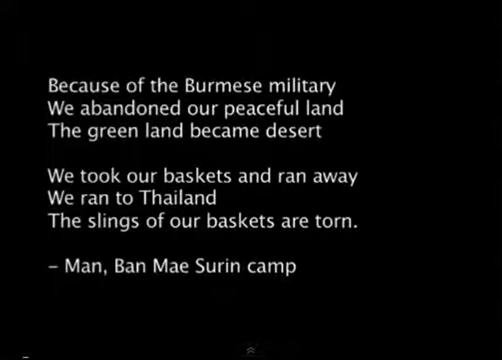 Because of the Burmese military
We abandoned our peaceful land
The green land became desert
We took our baskets and ran away
We ran to Thailand
The slings of our baskets are torn.
– Man, Ban Mae Surin camp